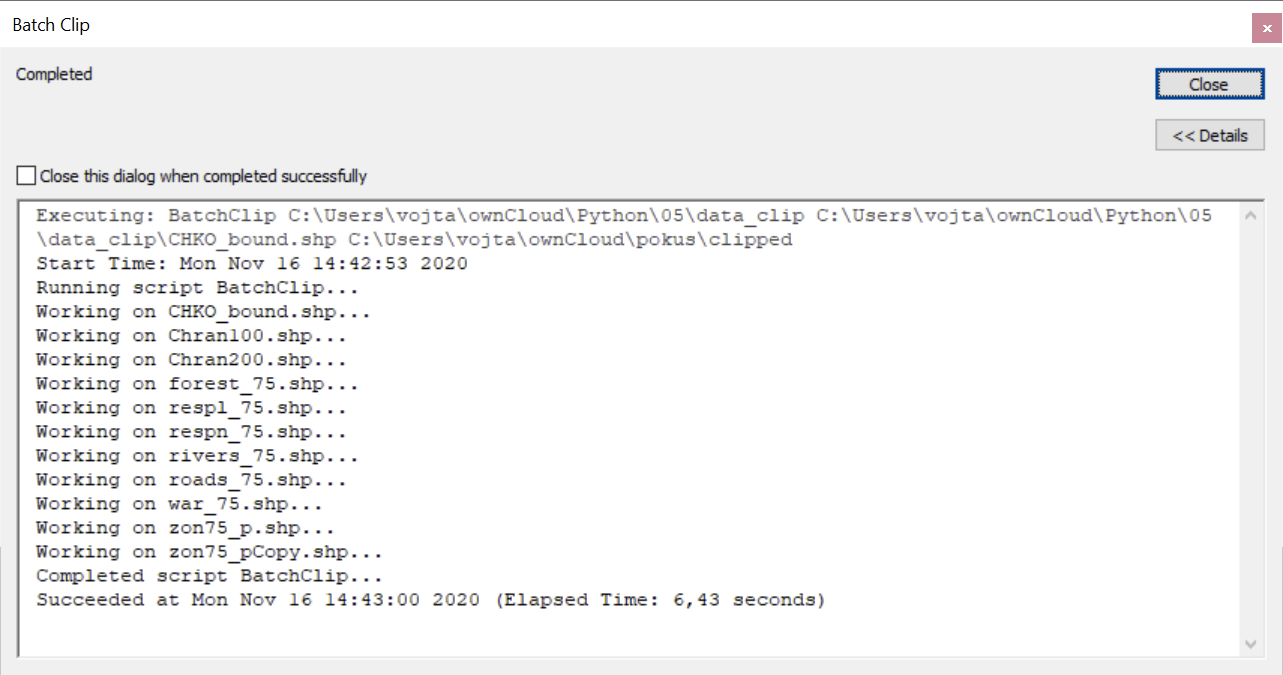 Batch Clip
×
Completed
Close
<< Details
Close this dialog when completed successfully
Executing: BatchClip C:\Users\vojta\ownCloud\Python\05\data_clip C:\Users\vojta\ownCloud\Python\05
\data_clip\CHKO_bound.shp C:\Users\vojta\ownCloud\pokus\clipped
Start Time: Mon Nov 16 14:42:53 2020
Running script BatchClip...
Working on CHKO_bound.shp...
Working on Chran100.shp...
Working on Chran200.shp...
Working on forest_75.shp...
Working on respl_75.shp...
Working on respn_75.shp...
Working on rivers_75.shp...
Working on roads_75.shp...
Working on war_75.shp...
Working on zon75_p.shp...
Working on zon75_pCopy.shp...
Completed script BatchClip...
Succeeded at Mon Nov 16 14:43:00 2020 (Elapsed Time: 6,43 seconds)